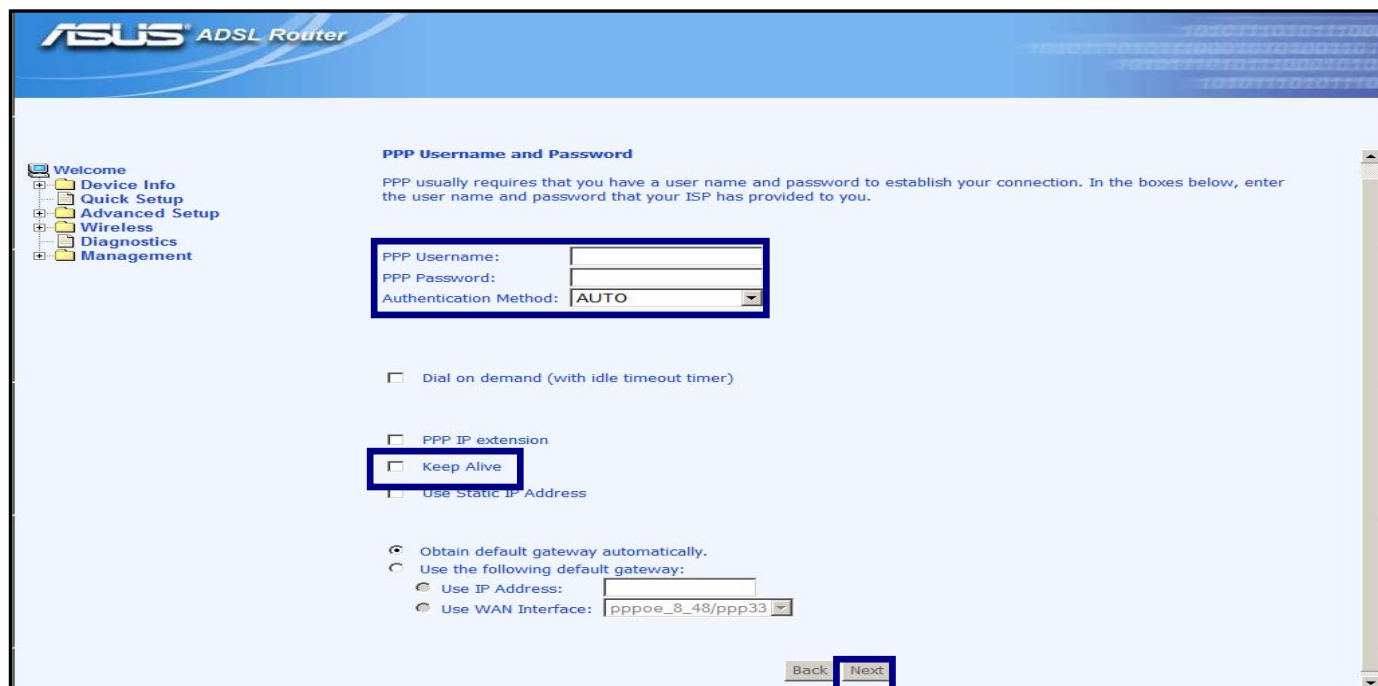 ASUS ADSL Router
Welcome
Device Info
Quick Setup
Advanced Setup
Wireless
Diagnostics
Management
PPP Username and Password
PPP usually requires that you have a user name and password to establish your connection. In the boxes below, enter
the user name and password that your ISP has provided to you.
PPP Username:
PPP Password:
Authentication Method: AUTO
Dial on demand (with idle timeout timer)
PPP IP extension
Keep Alive
Use Static IP Address
Obtain default gateway automatically.
Use the following default gateway:
Use IP Address:
Use WAN Interface: pppoe_8_48/ppp33
Back Next